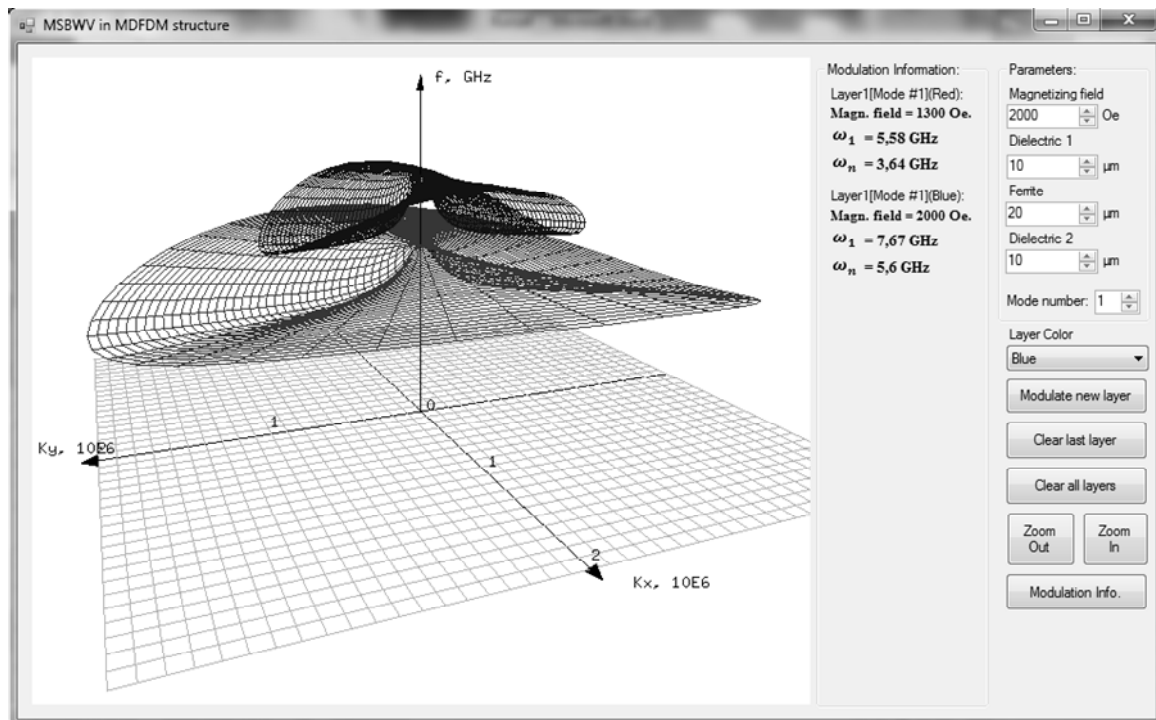 MSBWV in MDFDM structure
f, GHz
0
1
Ky, 10E6
1
2
Kx, 10E6
Modulation Information:
Layer1[Mode #1](Red):
Magn. field = 1300 Oe.
ω1 = 5,58 GHz
ωn = 3,64 GHz
Layer1[Mode #1](Blue):
Magn. field = 2000 Oe.
ω1 = 7,67 GHz
ωn = 5,6 GHz
Parameters:
Magnetizing field
2000 Oe
Dielectric 1
10 μm
Ferrite
20 μm
Dielectric 2
10 μm
Mode number: 1
Layer Color
Blue
Modulate new layer
Clear last layer
Clear all layers
Zoom
Out
Zoom
In
Modulation Info.